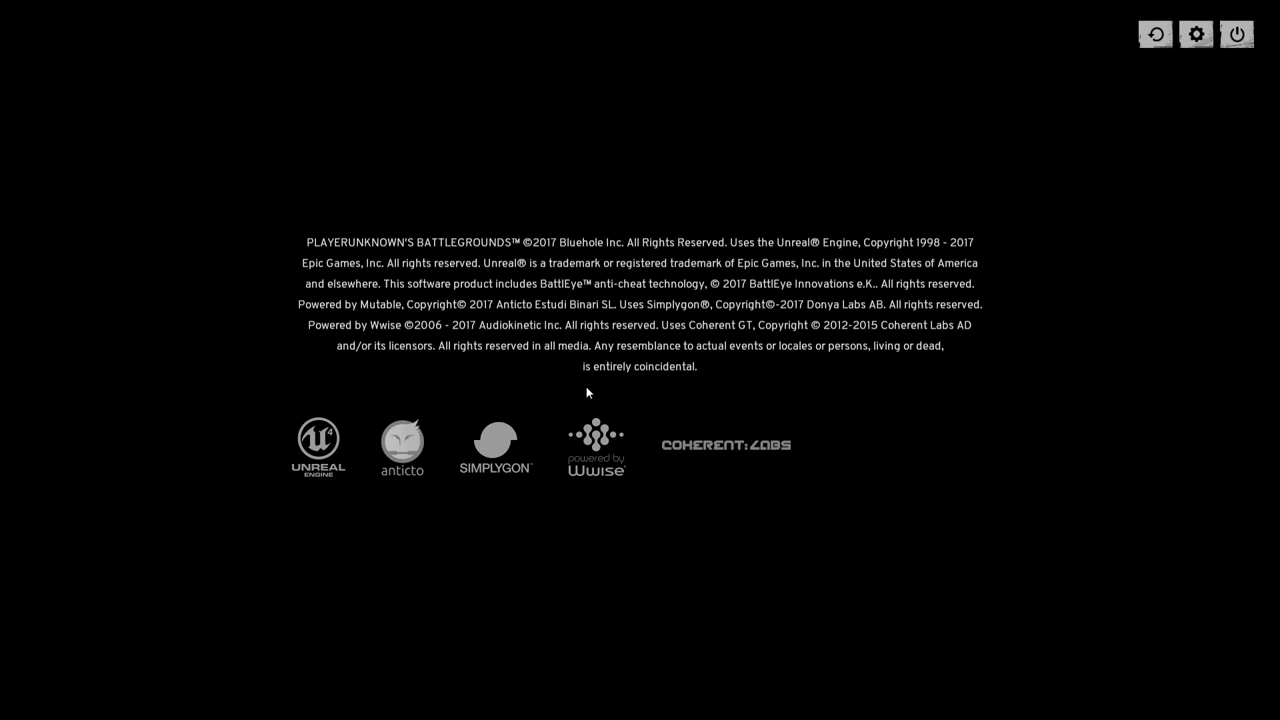 PLAYERUNKNOWN'S BATTLEGROUNDS™ ©2017 Bluehole Inc. All Rights Reserved. Uses the Unreal® Engine, Copyright 1998 - 2017
Epic Games, Inc. All rights reserved. Unreal® is a trademark or registered trademark of Epic Games, Inc. in the United States of America
and elsewhere. This software product includes BattlEye™ anti-cheat technology, © 2017 BattlEye Innovations e.K.. All rights reserved.
Powered by Mutable, Copyright© 2017 Anticto Estudi Binari SL. Uses Simplygon®, Copyright©-2017 Donya Labs AB. All rights reserved.
Powered by Wwise ©2006 - 2017 Audiokinetic Inc. All rights reserved. Uses Coherent GT, Copyright © 2012-2015 Coherent Labs AD
and/or its licensors. All rights reserved in all media. Any resemblance to actual events or locales or persons, living or dead,
is entirely coincidental.
UNREAL
ENGINE
anticto
SIMPLYGON™
powered by
Wwise®
COHERENT:LABS